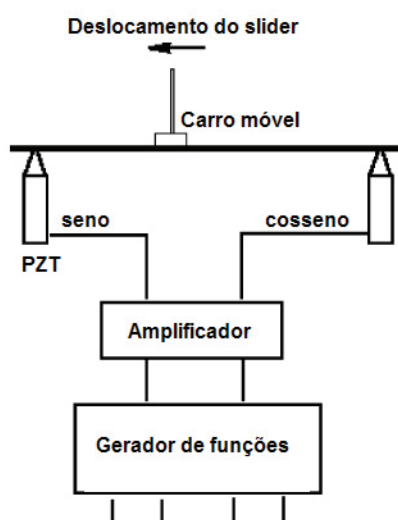 Deslocamento do slider
Carro móvel
seno
cosseno
PZT
Amplificador
Gerador de funções